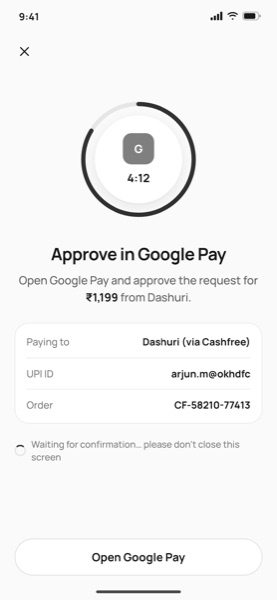 9:41
G
4:12
Approve in Google Pay
Open Google Pay and approve the request for
₹1,199 from Dashuri.
Paying to Dashuri (via Cashfree)
UPI ID arjun.m@okhdfc
Order CF-58210-77413
Waiting for confirmation… please don't close this
screen
Open Google Pay